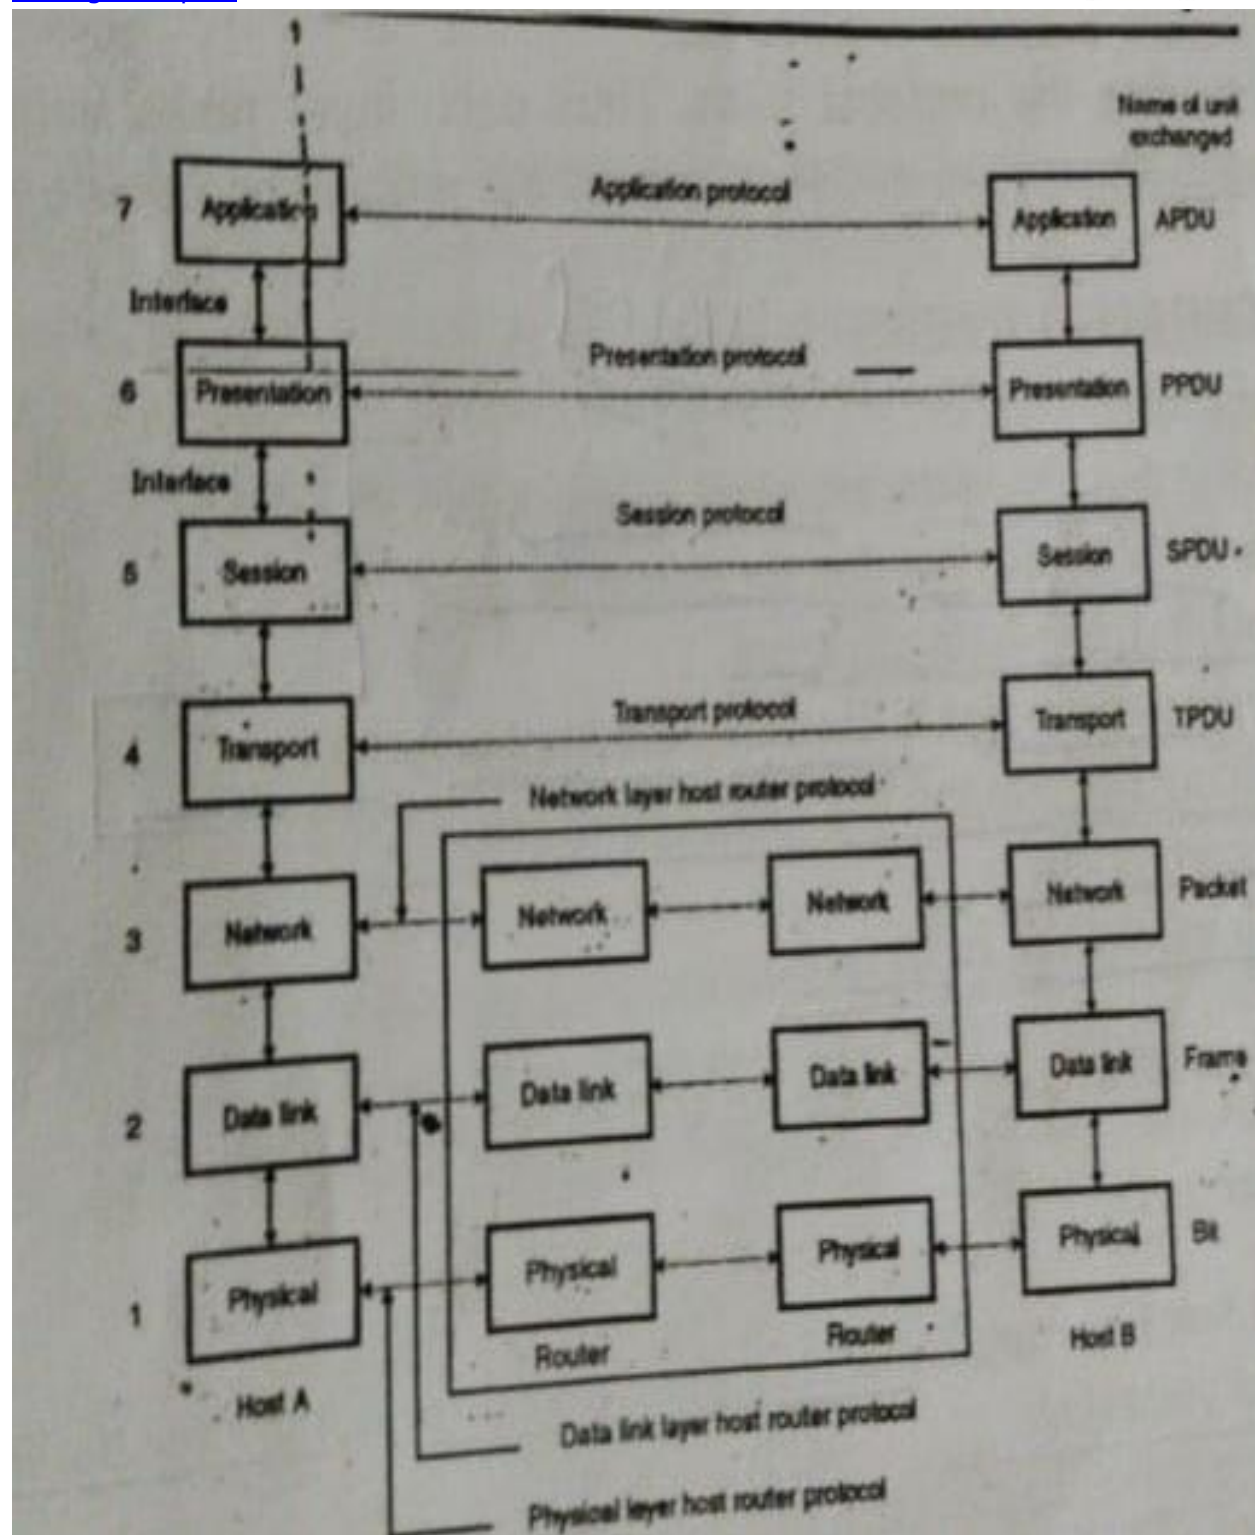 Name of unit
exchanged
7
Application
Application protocol
Application
APDU
Interface
6
Presentation
Presentation protocol
Presentation
PPDU
Interface
5
Session
Session protocol
Session
SPDU
4
Transport
Transport protocol
Transport
TPDU
Network layer host router protocol
3
Network
Network
Network
Network
Packet
2
Data link
Data link
Data link
Data link
Frame
1
Physical
Physical
Physical
Physical
Bit
Host A
Router
Router
Host B
Data link layer host router protocol
Physical layer host router protocol